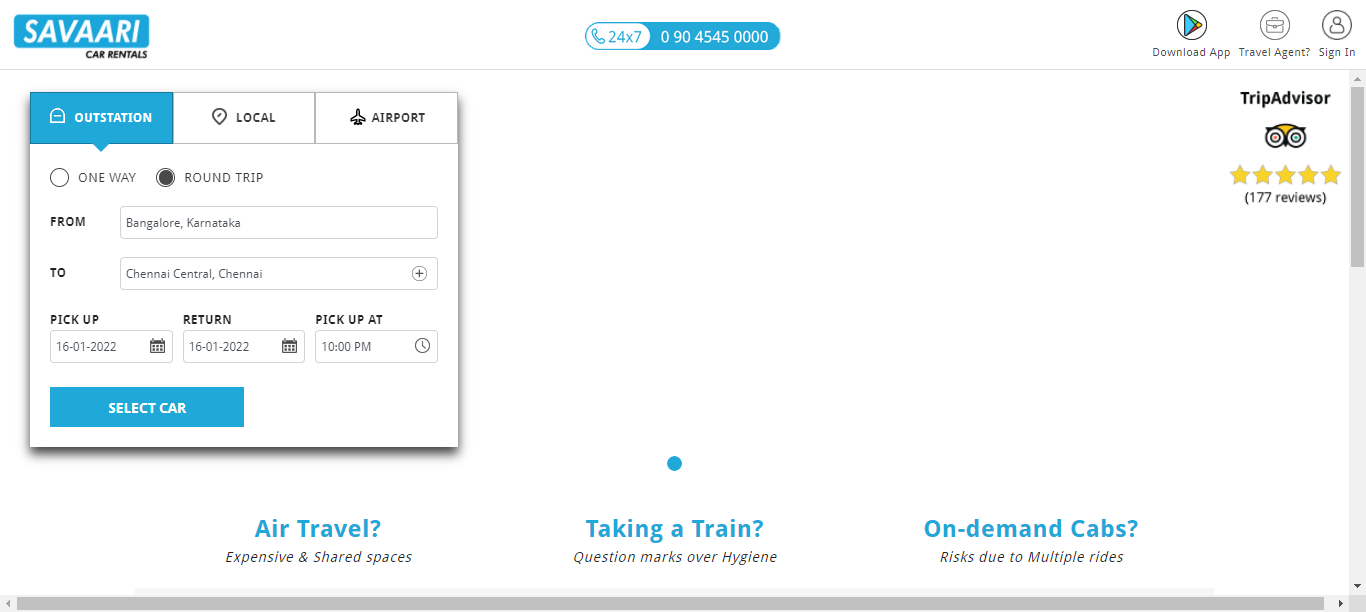 SAVAARI
CAR RENTALS
24x7 0 90 4545 0000
Download App Travel Agent? Sign In
OUTSTATION LOCAL AIRPORT
ONE WAY ROUND TRIP
FROM Bangalore, Karnataka
TO Chennai Central, Chennai
PICK UP RETURN PICK UP AT
16-01-2022 16-01-2022 10:00 PM
SELECT CAR
TripAdvisor
(177 reviews)
Air Travel? Taking a Train? On-demand Cabs?
Expensive & Shared spaces Question marks over Hygiene Risks due to Multiple rides